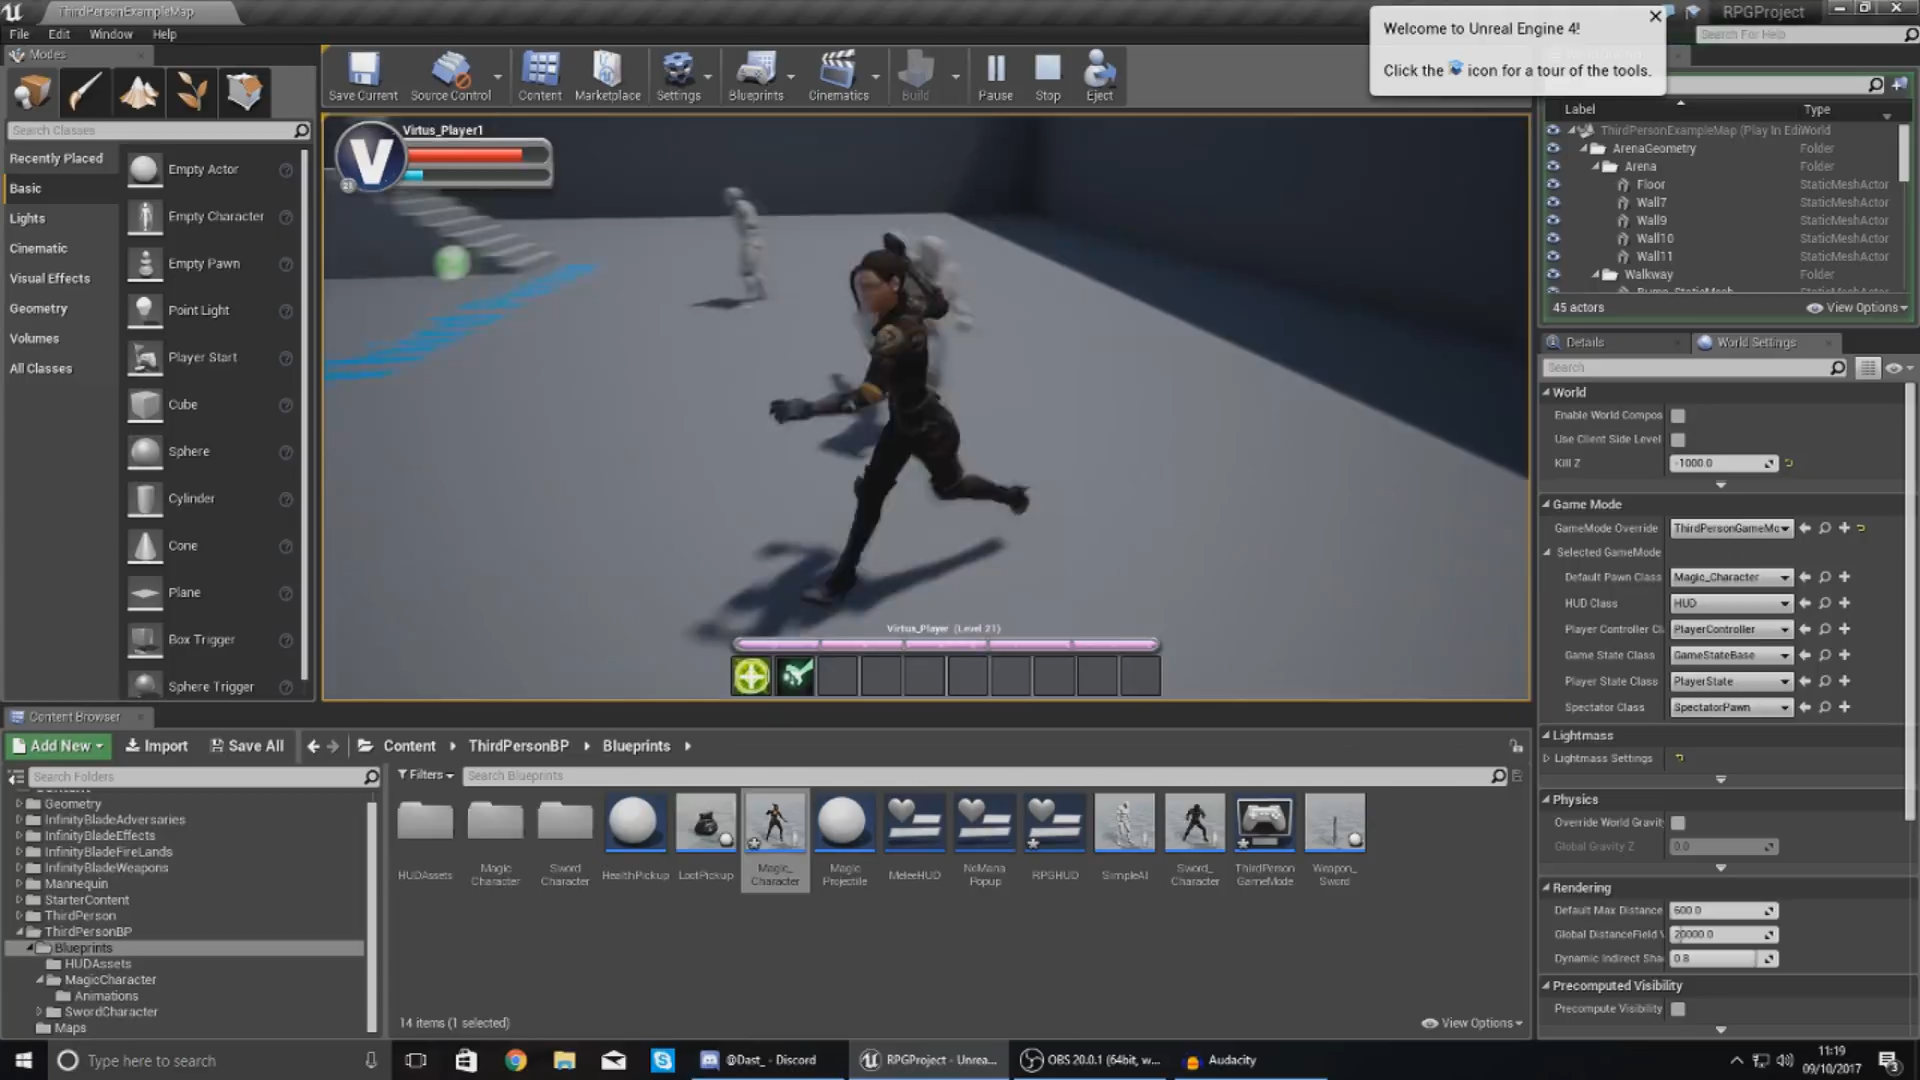 ThirdPersonExampleMap
RPGProject
File Edit Window Help
Search For Help
Welcome to Unreal Engine 4!
Click the icon for a tour of the tools.
Modes
Save Current
Source Control
Content
Marketplace
Settings
Blueprints
Cinematics
Build
Pause
Stop
Eject
Search Classes
Recently Placed
Basic
Lights
Cinematic
Visual Effects
Geometry
Volumes
All Classes
Empty Actor
Empty Character
Empty Pawn
Point Light
Player Start
Cube
Sphere
Cylinder
Cone
Plane
Box Trigger
Sphere Trigger
Virtus_Player1
V
21
Virtus_Player (Level 21)
Label Type
ThirdPersonExampleMap (Play In Edi World
ArenaGeometry Folder
Arena Folder
Floor StaticMeshActor
Wall7 StaticMeshActor
Wall9 StaticMeshActor
Wall10 StaticMeshActor
Wall11 StaticMeshActor
Walkway Folder
45 actors
View Options
Details
World Settings
Search
World
Enable World Compos
Use Client Side Level
Kill Z -1000.0
Game Mode
GameMode Override ThirdPersonGameMo
Selected GameMode
Default Pawn Class Magic_Character
HUD Class HUD
Player Controller Cl PlayerController
Game State Class GameStateBase
Player State Class PlayerState
Spectator Class SpectatorPawn
Lightmass
Lightmass Settings
Physics
Override World Gravit
Global Gravity Z 0.0
Rendering
Default Max Distance 600.0
Global DistanceField V 20000.0
Dynamic Indirect Sha 0.8
Precomputed Visibility
Precompute Visibility
Content Browser
Add New
Import
Save All
Content
ThirdPersonBP
Blueprints
Search Folders
Filters
Search Blueprints
Geometry
InfinityBladeAdversaries
InfinityBladeEffects
InfinityBladeFireLands
InfinityBladeWeapons
Mannequin
StarterContent
ThirdPerson
ThirdPersonBP
Blueprints
HUDAssets
MagicCharacter
Animations
SwordCharacter
Maps
HUDAssets
Magic Character
Sword Character
HealthPickup
LootPickup
Magic_ Character
Magic Projectile
MeleeHUD
NoMana Popup
RPGHUD
SimpleAI
Sword_ Character
ThirdPerson GameMode
Weapon_ Sword
14 items (1 selected)
View Options
Type here to search
@Dast_ - Discord
RPGProject - Unrea...
OBS 20.0.1 (64bit, w...
Audacity
11:19
09/10/2017
3